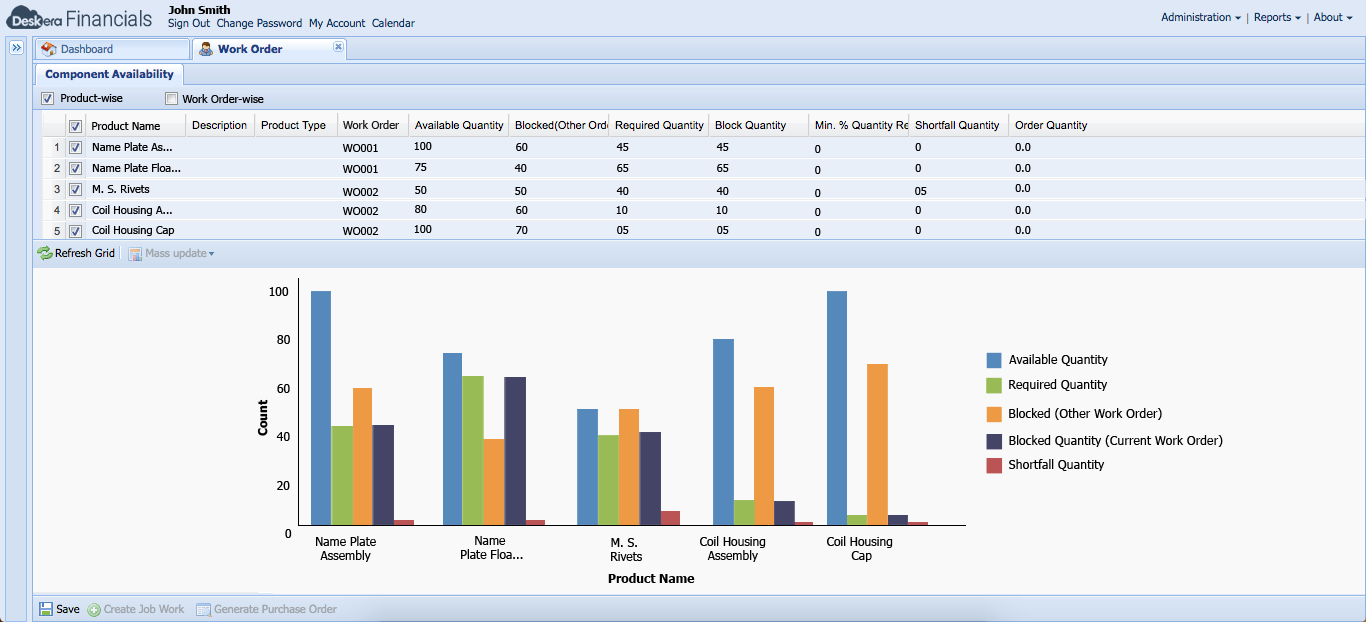 Deskera Financials
John Smith
Sign Out Change Password My Account Calendar
Administration | Reports | About
Dashboard
Work Order
Component Availability
Product-wise Work Order-wise
Product Name Description Product Type Work Order Available Quantity Blocked(Other Orde Required Quantity Block Quantity Min. % Quantity Re Shortfall Quantity Order Quantity
1 Name Plate As... WO001 100 60 45 45 0 0 0.0
2 Name Plate Floa... WO001 75 40 65 65 0 0 0.0
3 M. S. Rivets WO002 50 50 40 40 0 05 0.0
4 Coil Housing A... WO002 80 60 10 10 0 0 0.0
5 Coil Housing Cap WO002 100 70 05 05 0 0 0.0
Refresh Grid Mass update
100
80
60
40
20
0
Count
Name Plate
Assembly
Name
Plate Floa...
M. S.
Rivets
Coil Housing
Assembly
Coil Housing
Cap
Product Name
Available Quantity
Required Quantity
Blocked (Other Work Order)
Blocked Quantity (Current Work Order)
Shortfall Quantity
Save Create Job Work Generate Purchase Order